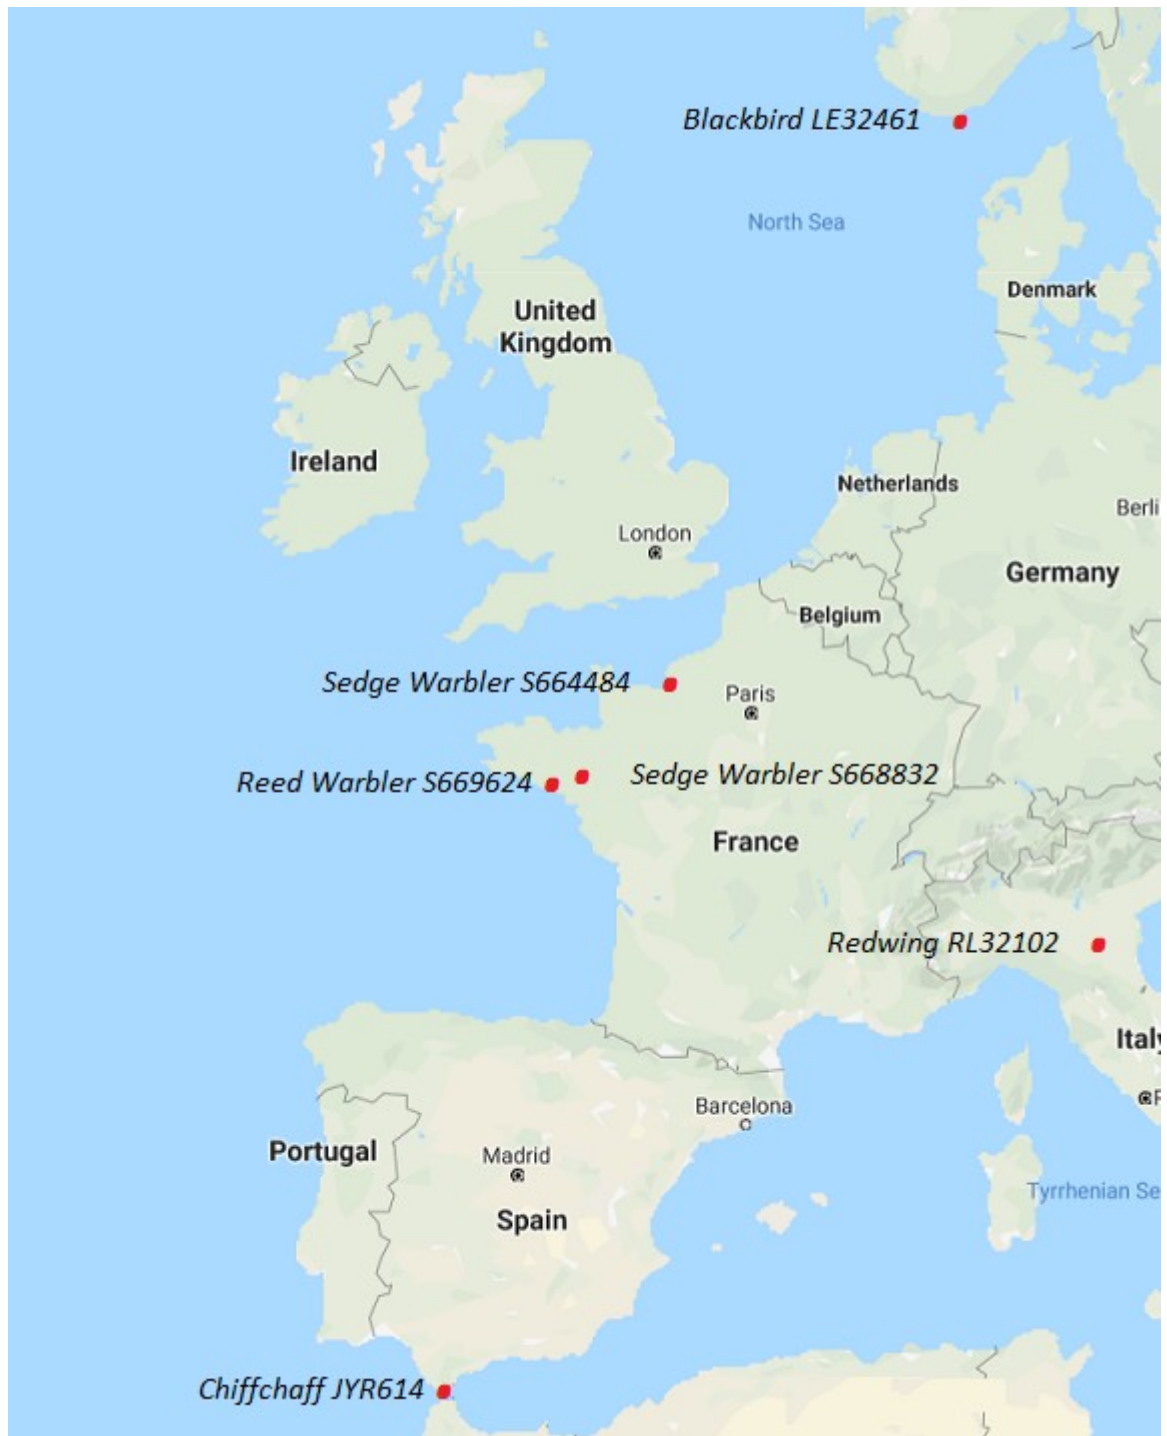 Blackbird LE32461
North Sea
Denmark
United
Kingdom
Ireland
Netherlands
London
Berli
Germany
Belgium
Sedge Warbler S664484
Paris
Reed Warbler S669624
Sedge Warbler S668832
France
Redwing RL32102
Italy
Barcelona
Portugal
Madrid
Tyrrhenian Se
Spain
Chiffchaff JYR614